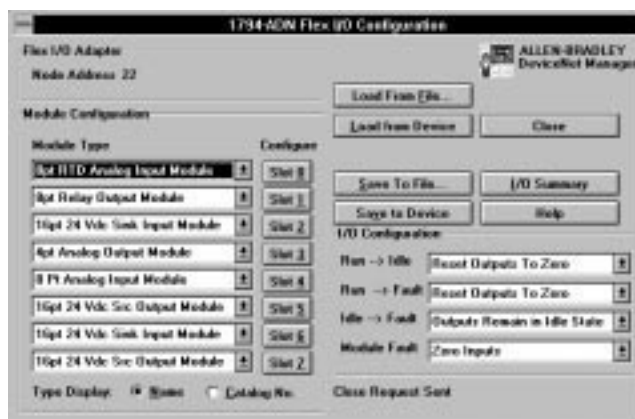 1794-ADN Flex I/O Configuration
Flex I/O Adapter
Node Address 22
ALLEN-BRADLEY
DeviceNet Manager
Load From File...
Load from Device
Close
Save To File...
I/O Summary
Save to Device
Help
Module Configuration
Module Type
Configure
8pt RTD Analog Input Module
Slot 0
8pt Relay Output Module
Slot 1
16pt 24 Vdc Sink Input Module
Slot 2
4pt Analog Output Module
Slot 3
8 Pt Analog Input Module
Slot 4
16pt 24 Vdc Src Output Module
Slot 5
16pt 24 Vdc Sink Input Module
Slot 6
16pt 24 Vdc Src Output Module
Slot 7
Type Display:
Name
Catalog No.
I/O Configuration
Run -> Idle
Reset Outputs To Zero
Run -> Fault
Reset Outputs To Zero
Idle -> Fault
Outputs Remain in Idle State
Module Fault
Zero Inputs
Close Request Sent